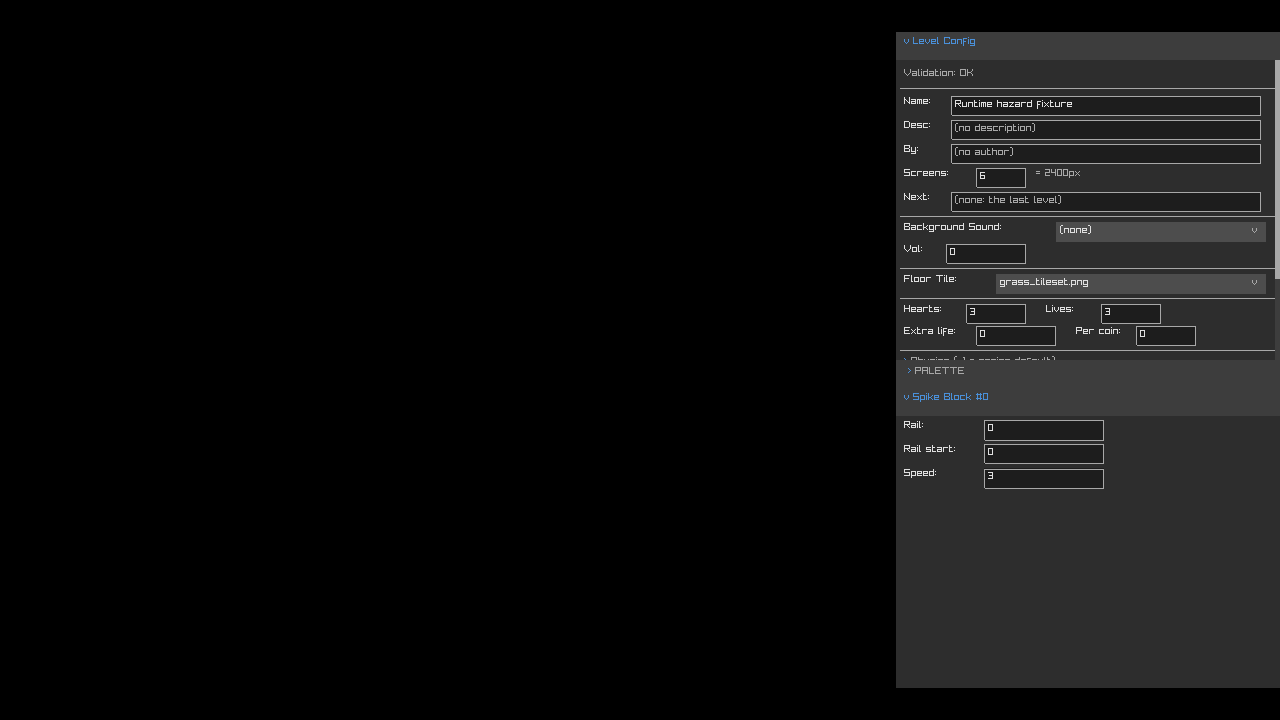 v Level Config
Validation: OK
Name: Runtime hazard fixture
Desc: (no description)
By: (no author)
Screens: 6 = 2400px
Next: (none: the last level)
Background Sound: (none) v
Vol: 0
Floor Tile: grass_tileset.png v
Hearts: 3 Lives: 3
Extra life: 0 Per coin: 0
> PALETTE
v Spike Block #0
Rail: 0
Rail start: 0
Speed: 3